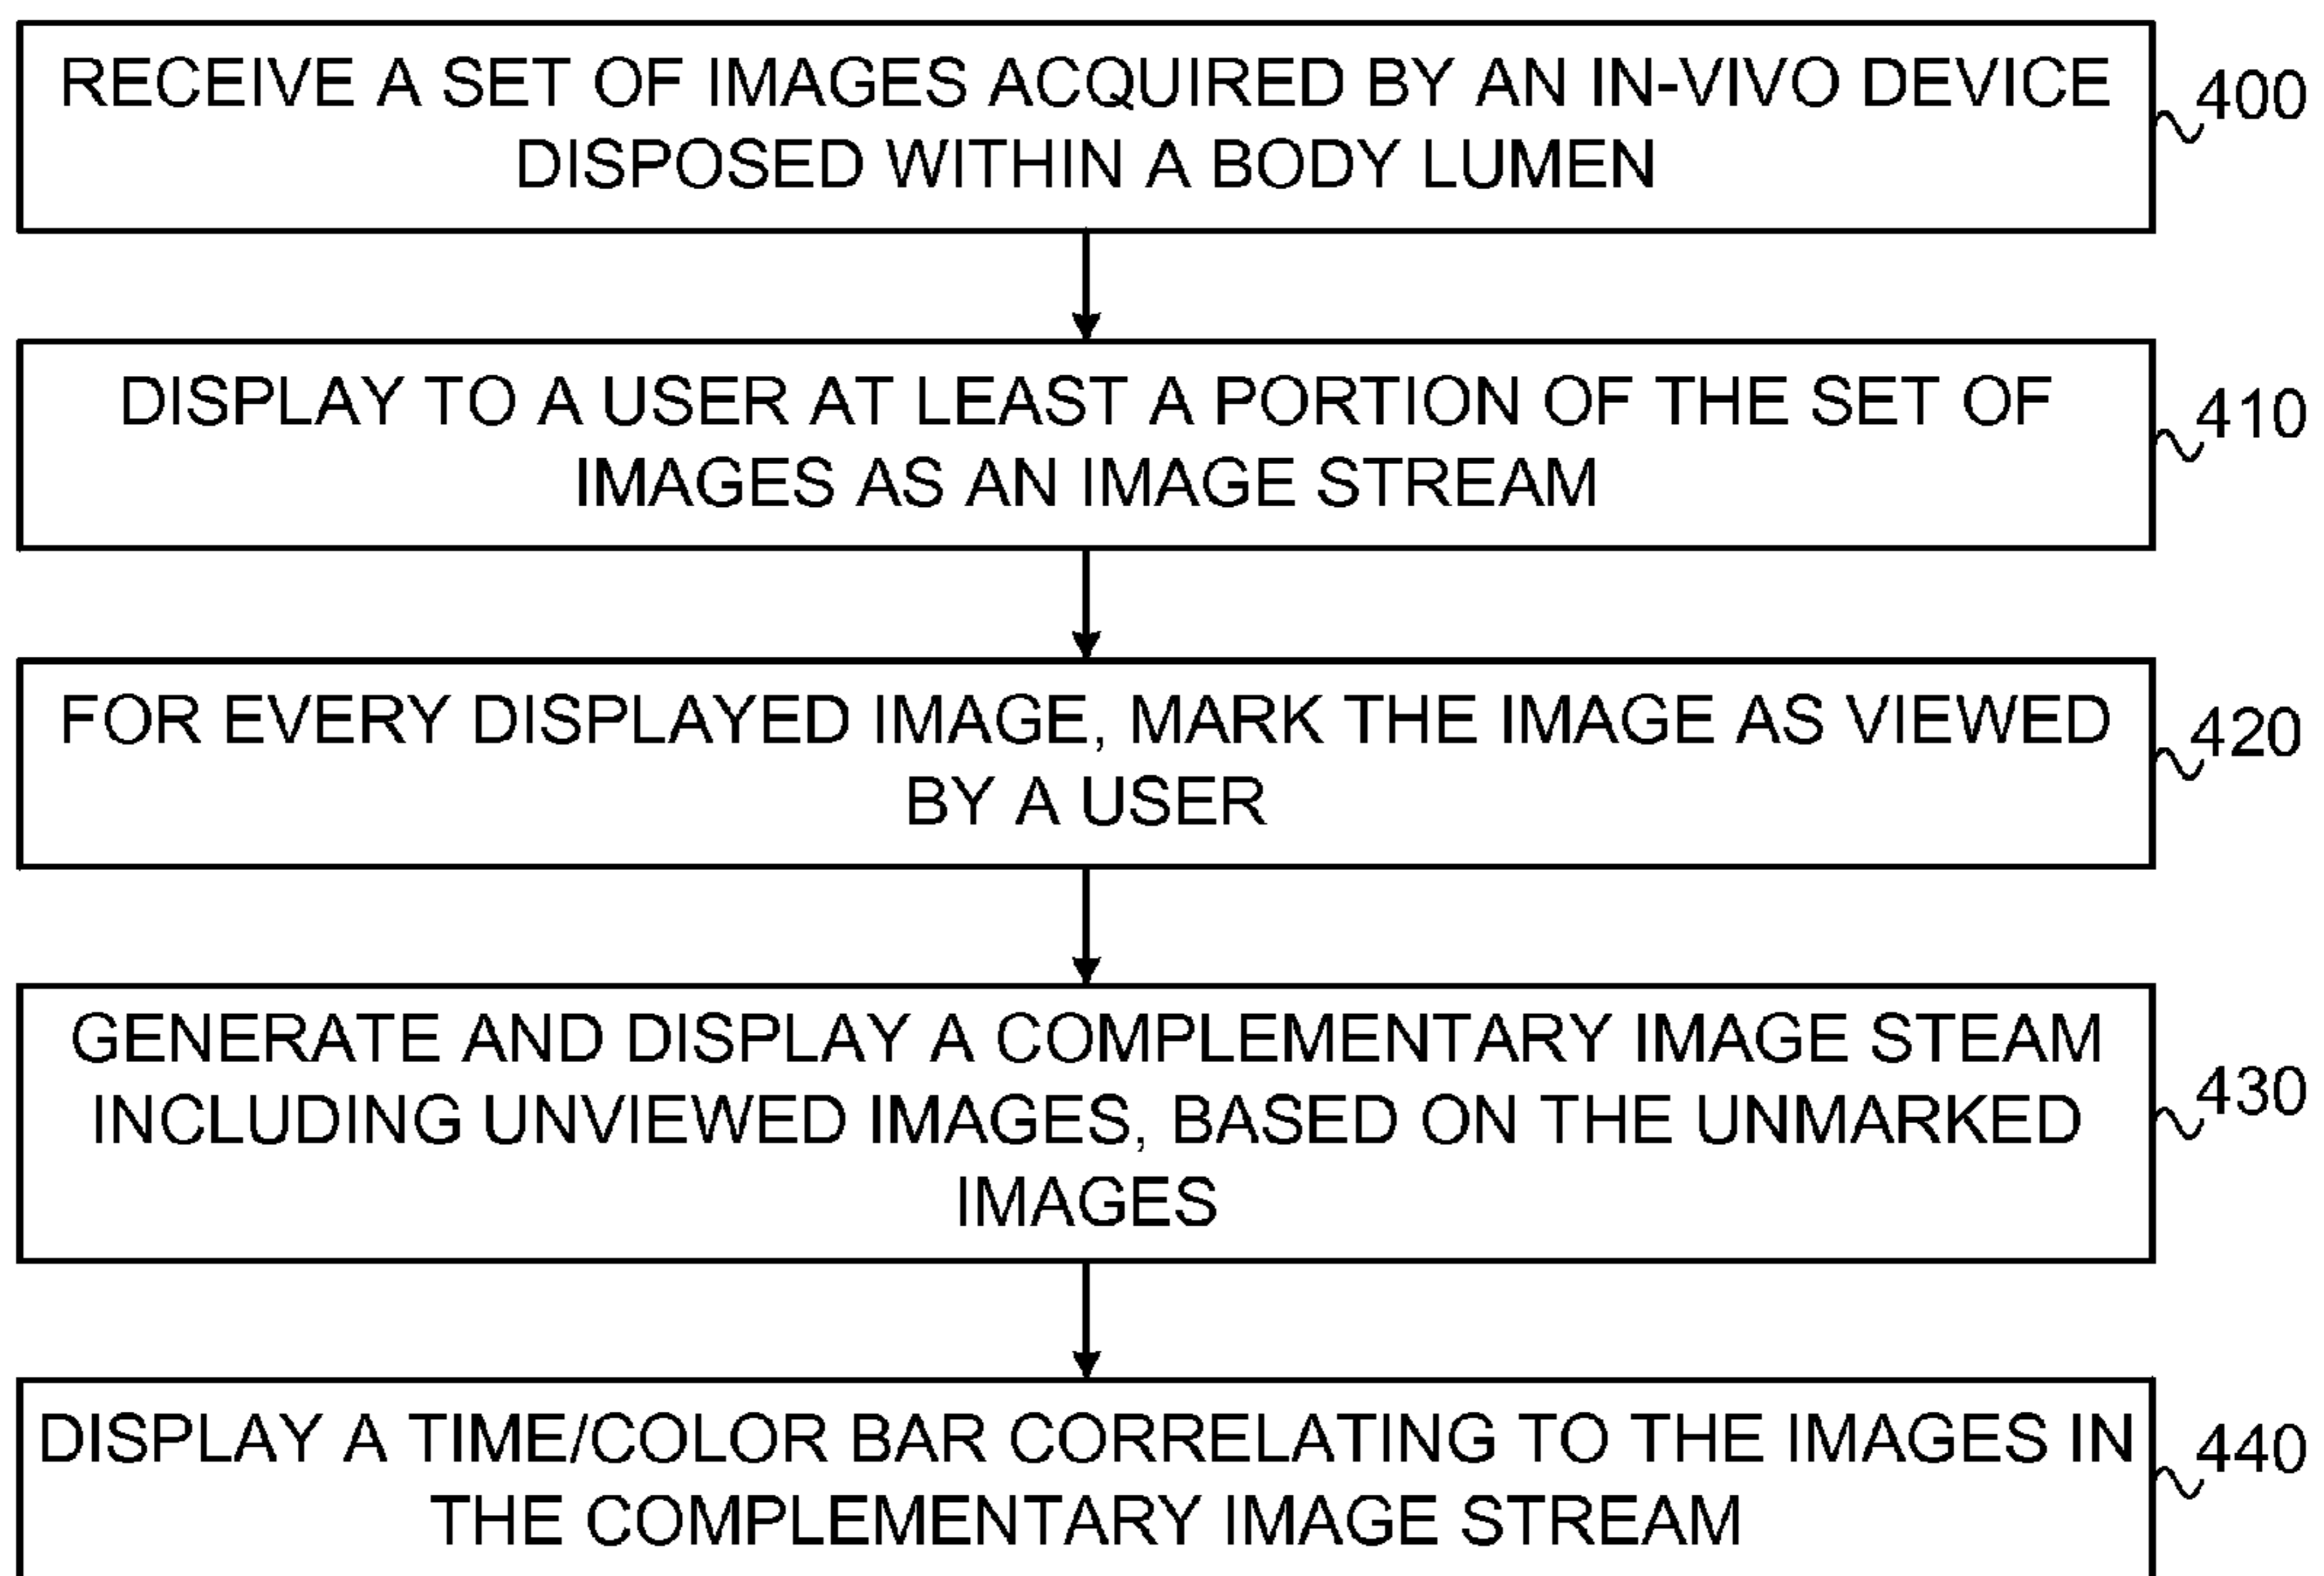 RECEIVE A SET OF IMAGES ACQUIRED BY AN IN-VIVO DEVICE
DISPOSED WITHIN A BODY LUMEN
400
DISPLAY TO A USER AT LEAST A PORTION OF THE SET OF
IMAGES AS AN IMAGE STREAM
410
FOR EVERY DISPLAYED IMAGE, MARK THE IMAGE AS VIEWED
BY A USER
420
GENERATE AND DISPLAY A COMPLEMENTARY IMAGE STEAM
INCLUDING UNVIEWED IMAGES, BASED ON THE UNMARKED
IMAGES
430
DISPLAY A TIME/COLOR BAR CORRELATING TO THE IMAGES IN
THE COMPLEMENTARY IMAGE STREAM
440